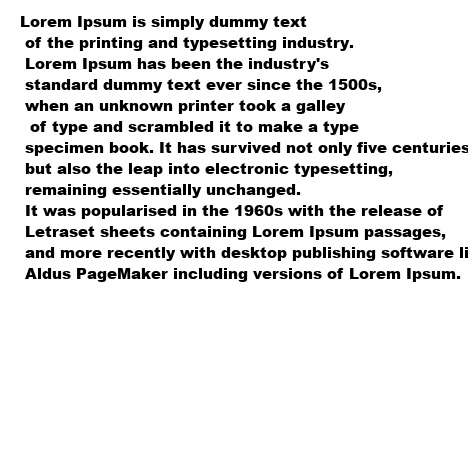 Lorem Ipsum is simply dummy text
of the printing and typesetting industry.
Lorem Ipsum has been the industry's
standard dummy text ever since the 1500s,
when an unknown printer took a galley
of type and scrambled it to make a type
specimen book. It has survived not only five centuries
but also the leap into electronic typesetting,
remaining essentially unchanged.
It was popularised in the 1960s with the release of
Letraset sheets containing Lorem Ipsum passages,
and more recently with desktop publishing software li
Aldus PageMaker including versions of Lorem Ipsum.